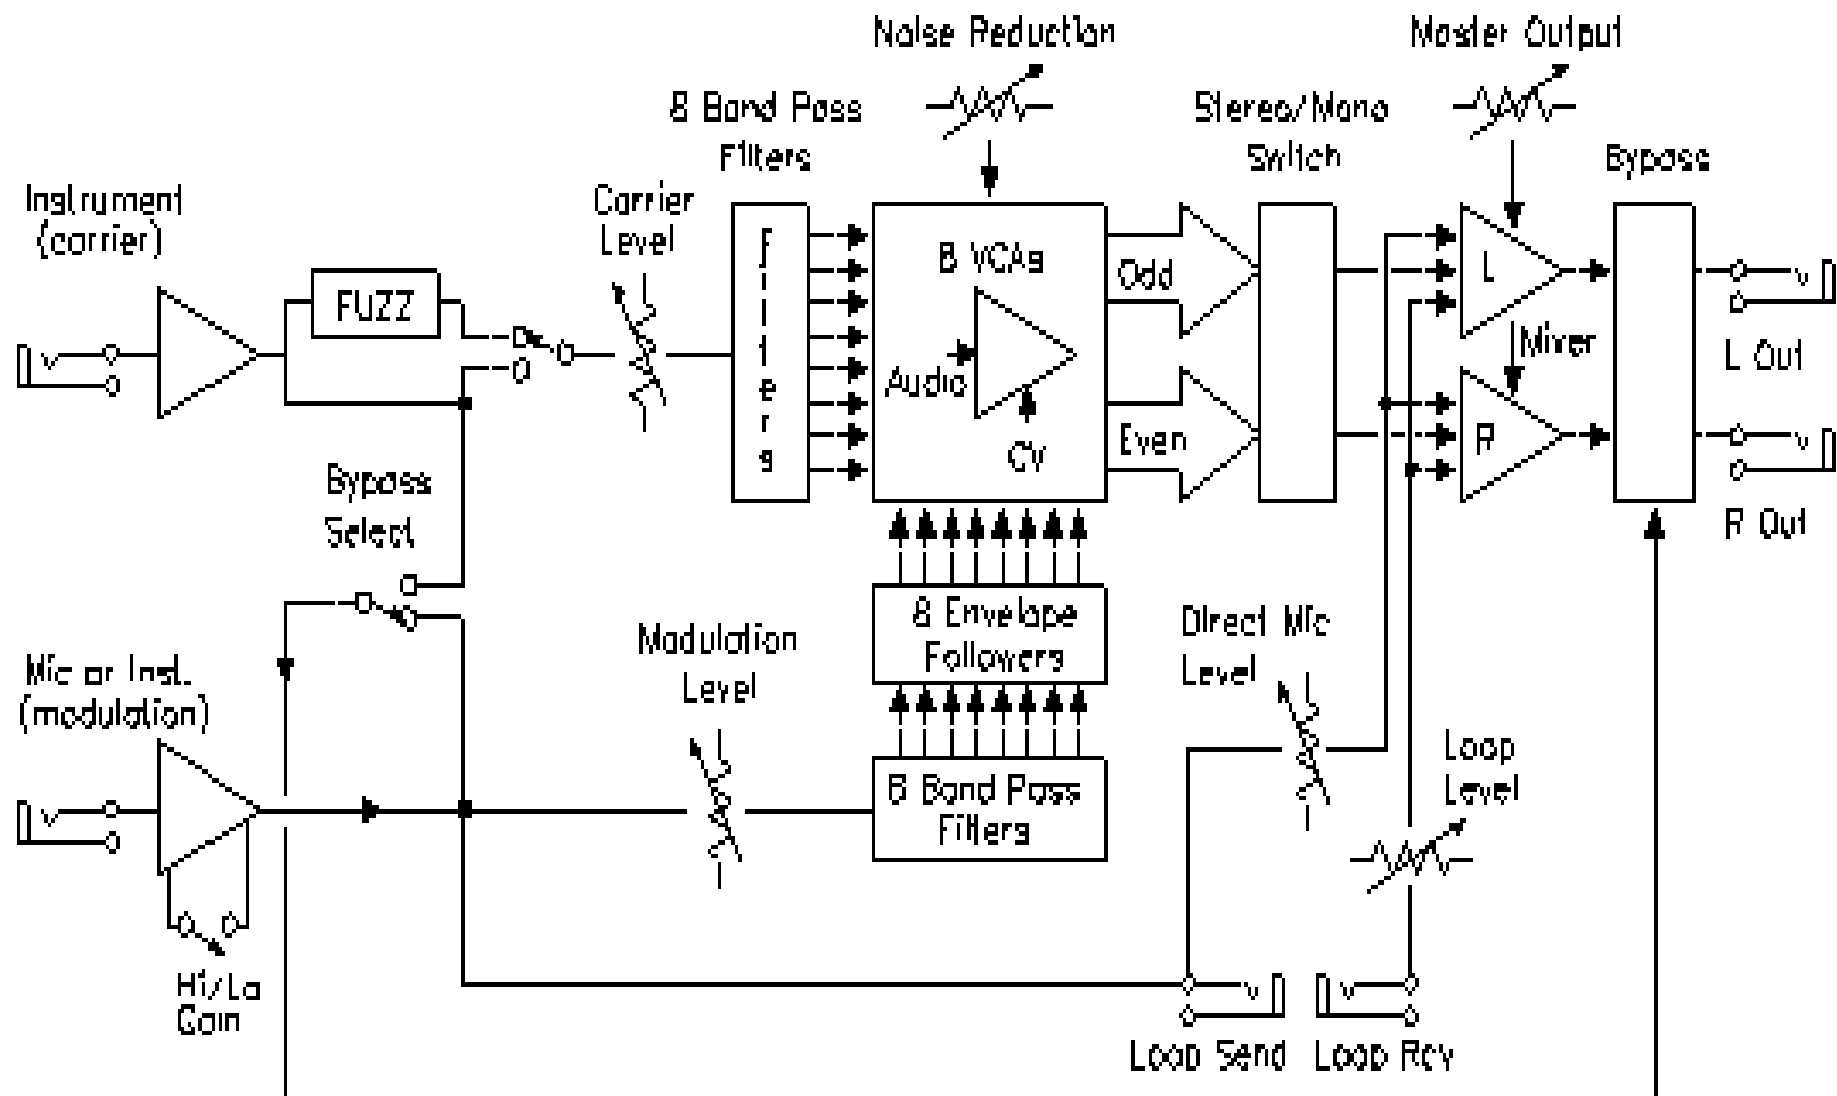 Noise Reduction
Master Output
8 Band Pass
Filters
Stereo/Mono
Switch
Bypass
Instrument
(carrier)
Carrier
Level
FUZZ
filters
8 VCAs
Audio
CV
Odd
Even
L
Mixer
R
L Out
R Out
Bypass
Select
8 Envelope
Followers
Direct Mic
Level
Modulation
Level
Mic or Inst.
(modulation)
8 Band Pass
Filters
Loop
Level
Hi/Lo
Gain
Loop Send
Loop Rcv